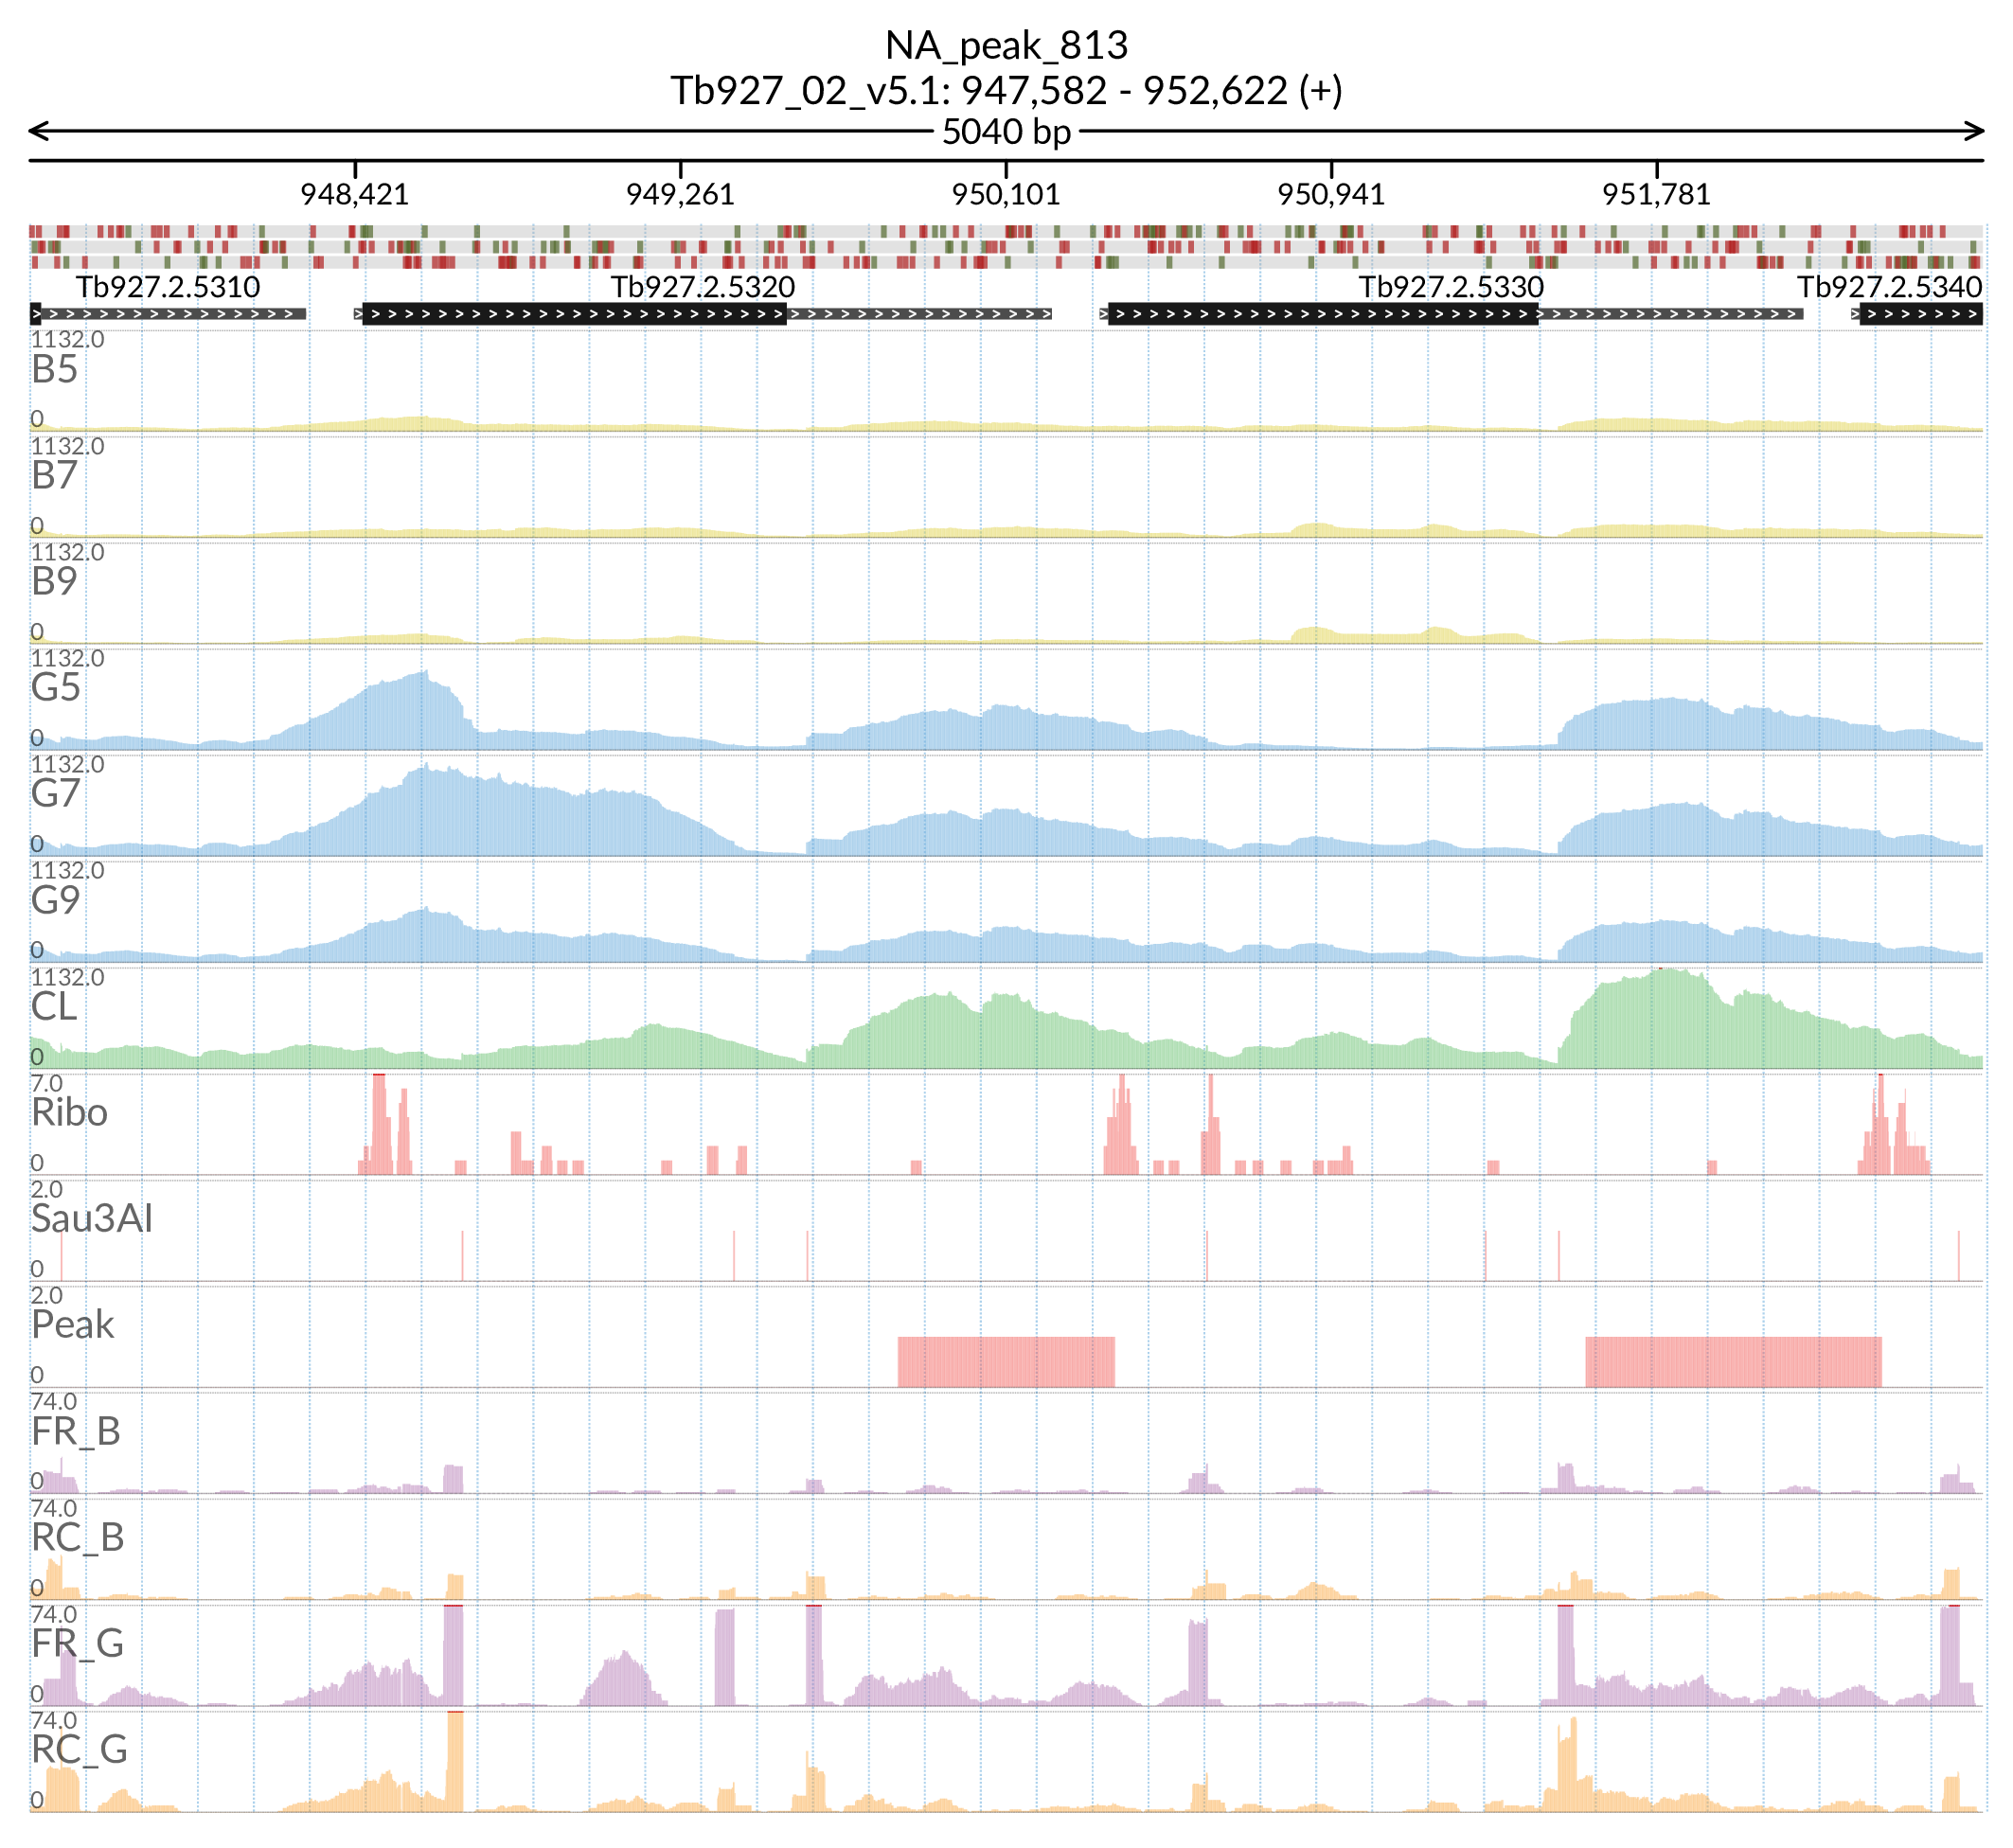 NA_peak_813
Tb927_02_v5.1: 947,582 - 952,622 (+)
5040 bp
948,421 949,261 950,101 950,941 951,781
Tb927.2.5310 Tb927.2.5320 Tb927.2.5330 Tb927.2.5340
1132.0
B5
0
1132.0
B7
0
1132.0
B9
0
1132.0
G5
0
1132.0
G7
0
1132.0
G9
0
1132.0
CL
0
7.0
Ribo
0
2.0
Sau3AI
0
2.0
Peak
0
74.0
FR_B
0
74.0
RC_B
0
74.0
FR_G
0
74.0
RC_G
0